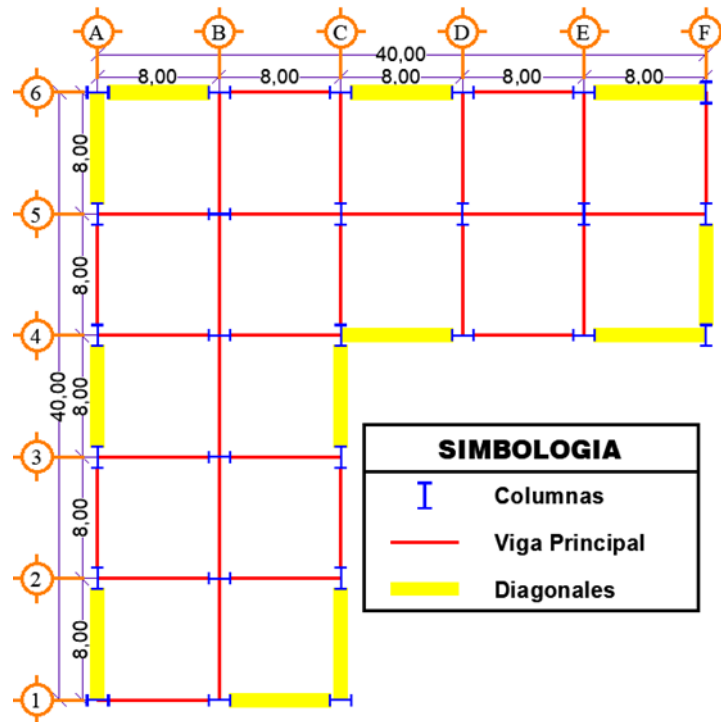 A B C D E F
40,00
8,00 8,00 8,00 8,00 8,00
6
8,00
5
8,00
4
40,00
8,00
3
8,00
2
8,00
1
SIMBOLOGIA
Columnas
Viga Principal
Diagonales